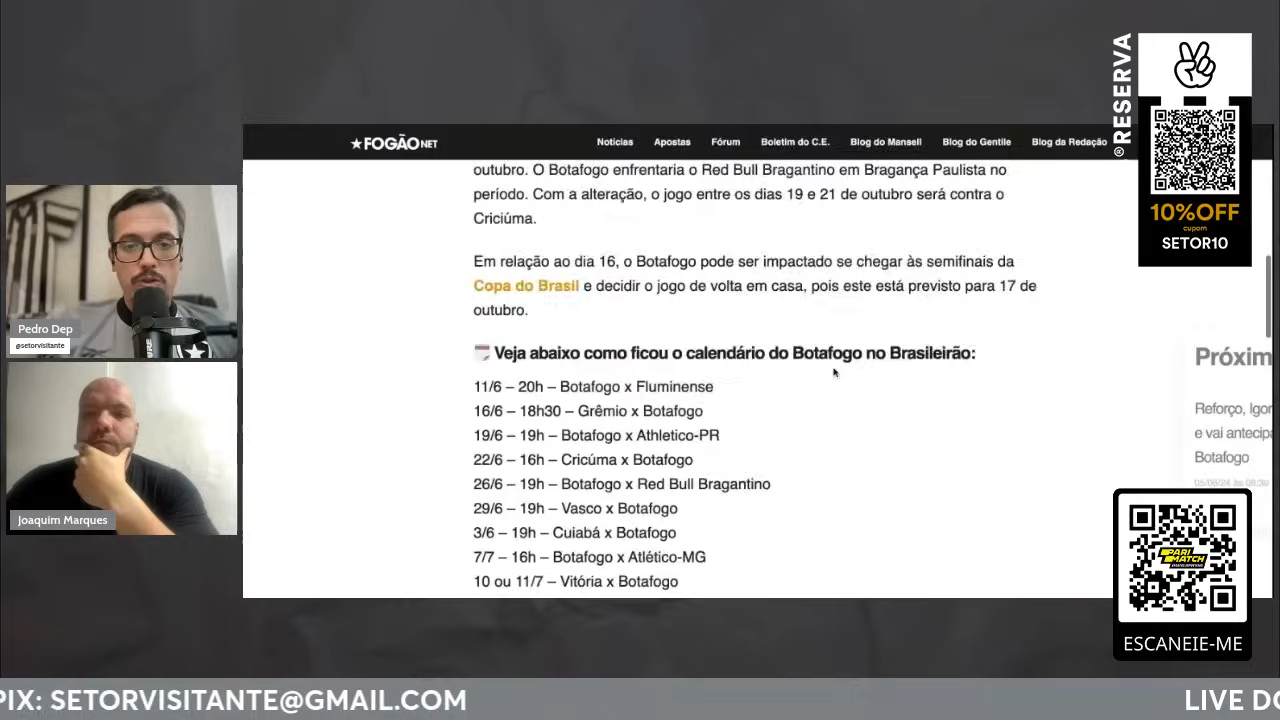 ★FOGÃO NET
Notícias
Apostas
Fórum
Boletim do C.E.
Blog do Mansell
Blog do Gentile
Blog da Redação
outubro. O Botafogo enfrentaria o Red Bull Bragantino em Bragança Paulista no
período. Com a alteração, o jogo entre os dias 19 e 21 de outubro será contra o
Criciúma.
Em relação ao dia 16, o Botafogo pode ser impactado se chegar às semifinais da
Copa do Brasil e decidir o jogo de volta em casa, pois este está previsto para 17 de
outubro.
Veja abaixo como ficou o calendário do Botafogo no Brasileirão:
11/6 – 20h – Botafogo x Fluminense
16/6 – 18h30 – Grêmio x Botafogo
19/6 – 19h – Botafogo x Athletico-PR
22/6 – 16h – Cricúma x Botafogo
26/6 – 19h – Botafogo x Red Bull Bragantino
29/6 – 19h – Vasco x Botafogo
3/6 – 19h – Cuiabá x Botafogo
7/7 – 16h – Botafogo x Atlético-MG
10 ou 11/7 – Vitória x Botafogo
Próxim
Reforço, Igor
e vai antecip
Botafogo
Pedro Dep
@setorvisitante
Joaquim Marques
®RESERVA
10%OFF
cupom
SETOR10
PARIMATCH
ESCANEIE-ME
PIX: SETORVISITANTE@GMAIL.COM
LIVE DO